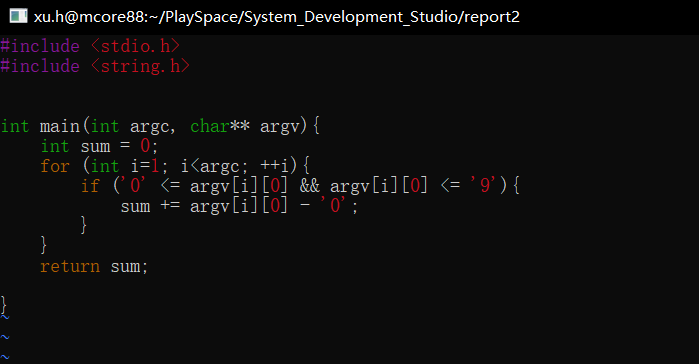 xu.h@mcore88:~/PlaySpace/System_Development_Studio/report2
#include <stdio.h>
#include <string.h>
int main(int argc, char** argv){
    int sum = 0;
    for (int i=1; i<argc; ++i){
        if ('0' <= argv[i][0] && argv[i][0] <= '9'){
            sum += argv[i][0] - '0';
        }
    }
    return sum;
}
~
~
~